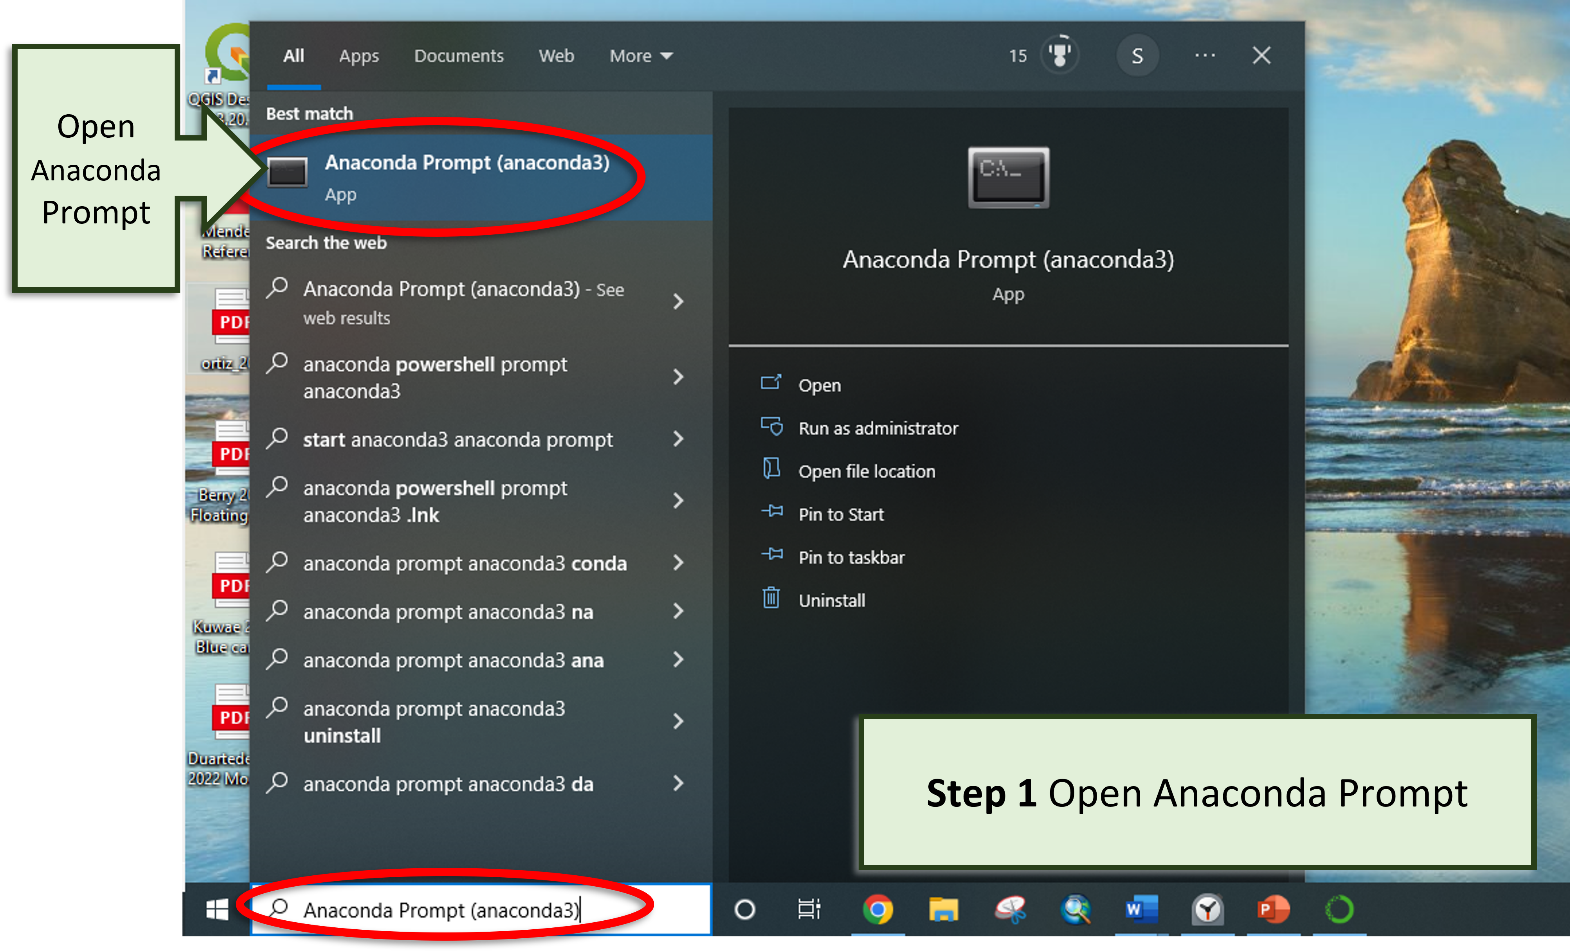 Open
Anaconda
Prompt
QGIS Des
3.20.
Mende
Refere
PDF
ortiz_2
PDF
Berry 2
Floating
PDF
Kuwae 2
Blue ca
PDF
Duartede
2022 Mo
All Apps Documents Web More
15 S ... 
Best match
Anaconda Prompt (anaconda3)
App
Search the web
Anaconda Prompt (anaconda3) - See
web results
anaconda powershell prompt
anaconda3
start anaconda3 anaconda prompt
anaconda powershell prompt
anaconda3 .lnk
anaconda prompt anaconda3 conda
anaconda prompt anaconda3 na
anaconda prompt anaconda3 ana
anaconda prompt anaconda3
uninstall
anaconda prompt anaconda3 da
C:\_
Anaconda Prompt (anaconda3)
App
Open
Run as administrator
Open file location
Pin to Start
Pin to taskbar
Uninstall
Step 1 Open Anaconda Prompt
Anaconda Prompt (anaconda3)
W
P